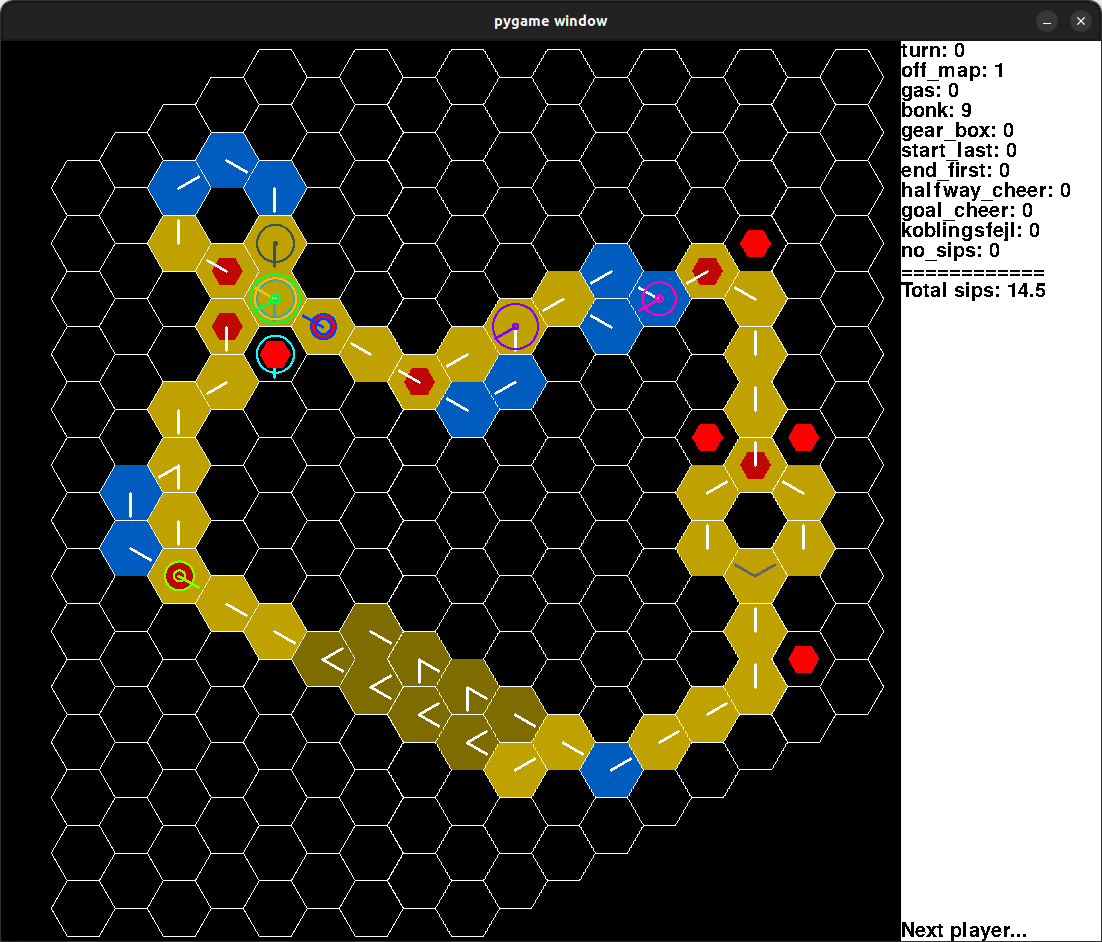 pygame window
turn: 0
off_map: 1
gas: 0
bonk: 9
gear_box: 0
start_last: 0
end_first: 0
halfway_cheer: 0
goal_cheer: 0
koblingsfejl: 0
no_sips: 0
============
Total sips: 14.5
Next player...